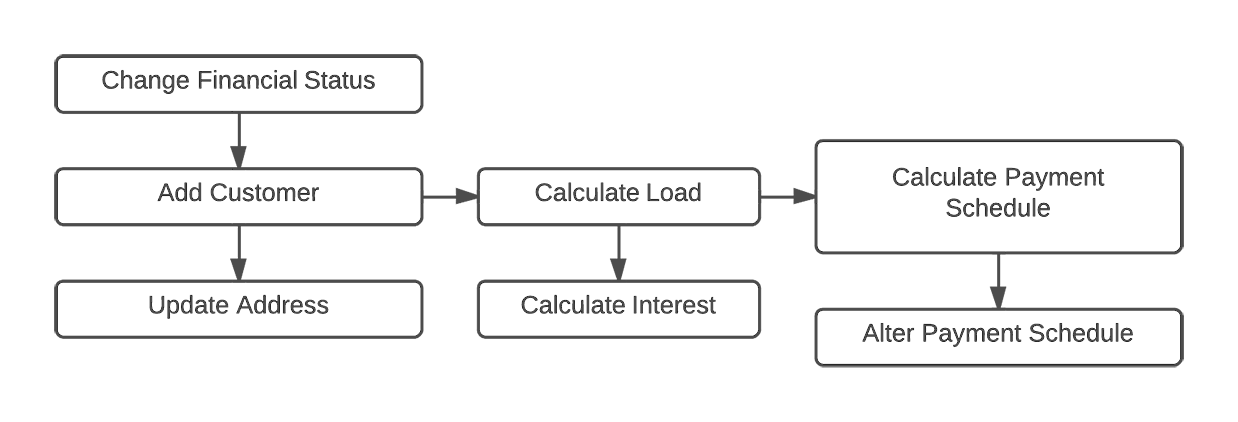 Change Financial Status
Add Customer
Update Address
Calculate Load
Calculate Interest
Calculate Payment
Schedule
Alter Payment Schedule